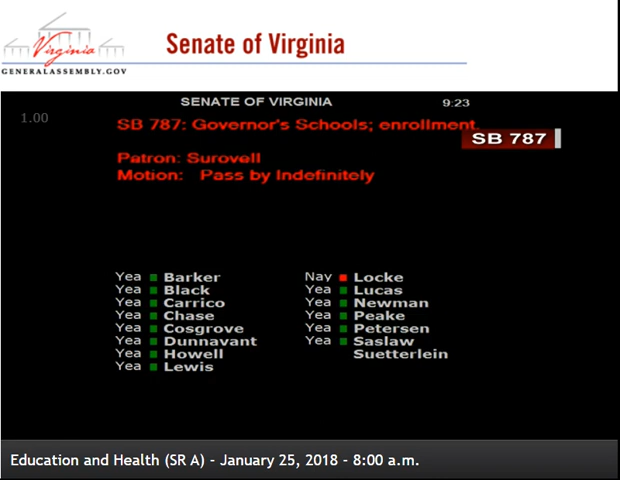 Virginia
GENERALASSEMBLY.GOV
Senate of Virginia
SENATE OF VIRGINIA 9:23
1.00
SB 787: Governor's Schools; enrollment.
SB 787
Patron: Surovell
Motion: Pass by Indefinitely
Yea Barker Nay Locke
Yea Black Yea Lucas
Yea Carrico Yea Newman
Yea Chase Yea Peake
Yea Cosgrove Yea Petersen
Yea Dunnavant Yea Saslaw
Yea Howell Suetterlein
Yea Lewis
Education and Health (SR A) - January 25, 2018 - 8:00 a.m.